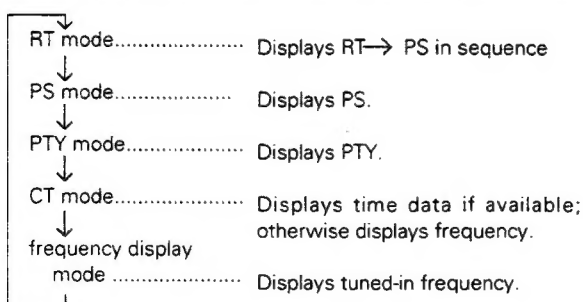 RT mode...................... Displays RT→ PS in sequence
PS mode.................... Displays PS.
PTY mode................... Displays PTY.
CT mode..................... Displays time data if available;
otherwise displays frequency.
frequency display
mode ...................... Displays tuned-in frequency.